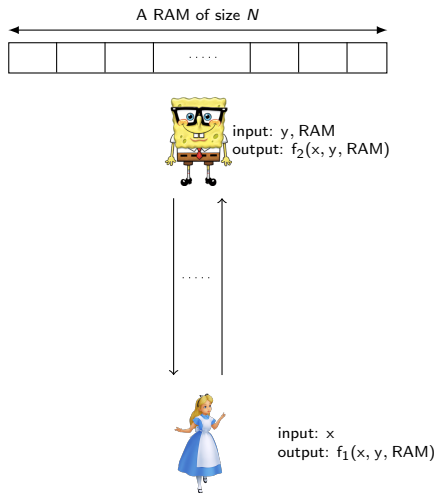 A RAM of size N
.....
input: y, RAM
output: f₂(x, y, RAM)
.....
input: x
output: f₁(x, y, RAM)